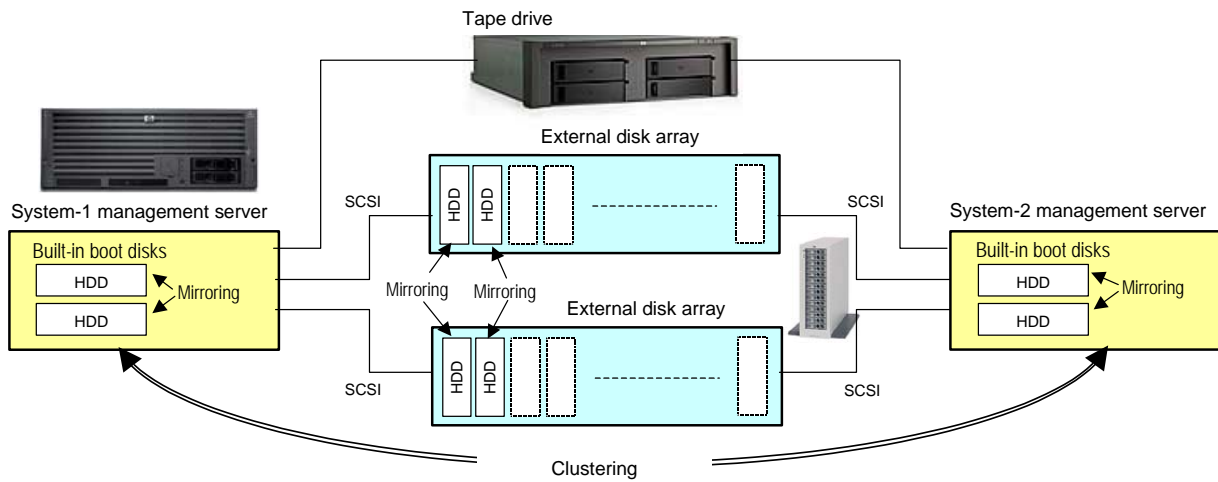 Tape drive
External disk array
HDD
HDD
SCSI
SCSI
System-1 management server
System-2 management server
Built-in boot disks
HDD
Mirroring
HDD
Mirroring
Mirroring
Built-in boot disks
HDD
Mirroring
HDD
External disk array
HDD
HDD
SCSI
SCSI
Clustering